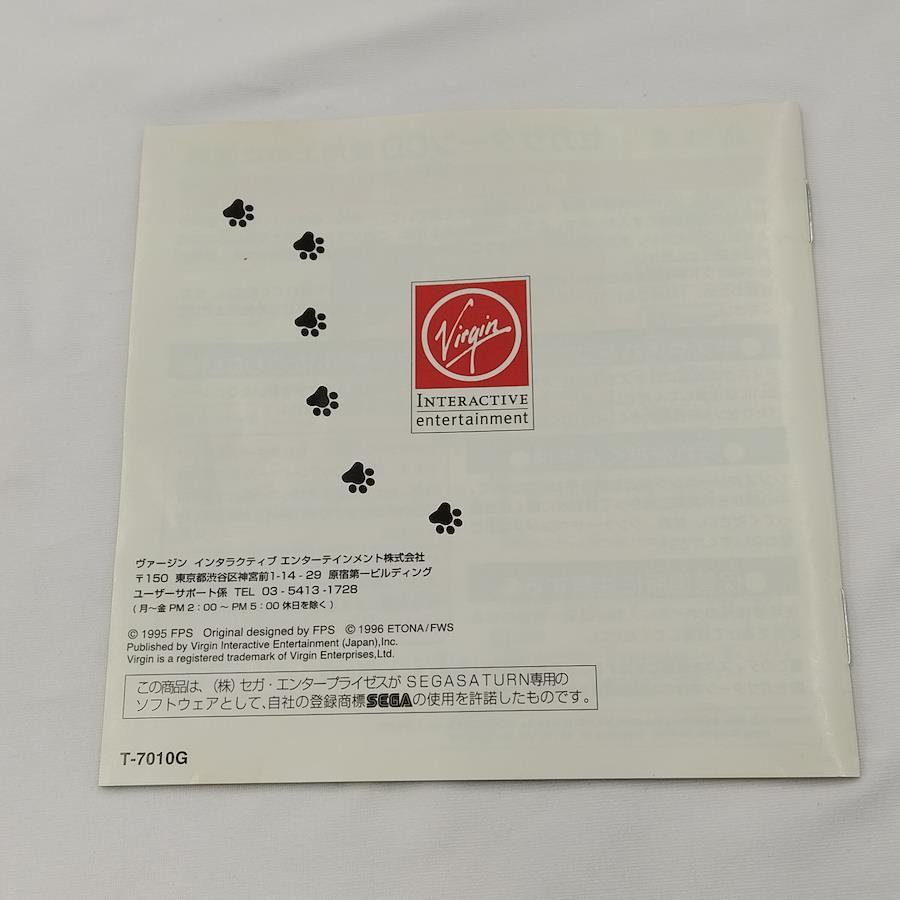 Virgin
INTERACTIVE
entertainment
ヴァージン インタラクティブ エンターテインメント株式会社
〒150 東京都渋谷区神宮前1-14-29 原宿第一ビルディング
ユーザーサポート係 TEL 03-5413-1728
(月〜金 PM 2:00 〜 PM 5:00 休日を除く)
© 1995 FPS Original designed by FPS © 1996 ETONA/FWS
Published by Virgin Interactive Entertainment (Japan),Inc.
Virgin is a registered trademark of Virgin Enterprises,Ltd.
この商品は、(株)セガ・エンタープライゼスが SEGASATURN専用の
ソフトウェアとして、自社の登録商標SEGAの使用を許諾したものです。
T-7010G